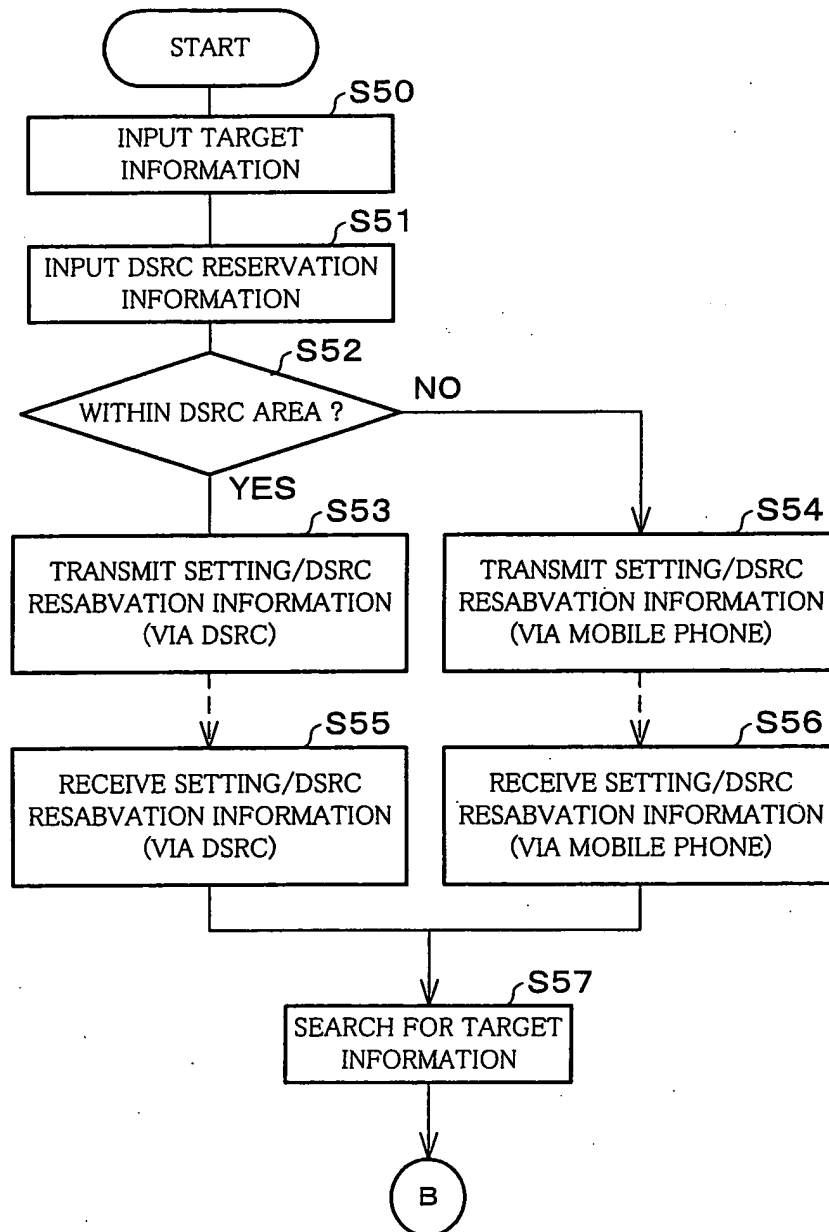 START
S50
INPUT TARGET
INFORMATION
S51
INPUT DSRC RESERVATION
INFORMATION
S52
WITHIN DSRC AREA ?
NO
YES
S53
TRANSMIT SETTING/DSRC
RESABVATION INFORMATION
(VIA DSRC)
S54
TRANSMIT SETTING/DSRC
RESABVATION INFORMATION
(VIA MOBILE PHONE)
S55
RECEIVE SETTING/DSRC
RESABVATION INFORMATION
(VIA DSRC)
S56
RECEIVE SETTING/DSRC
RESABVATION INFORMATION
(VIA MOBILE PHONE)
S57
SEARCH FOR TARGET
INFORMATION
B